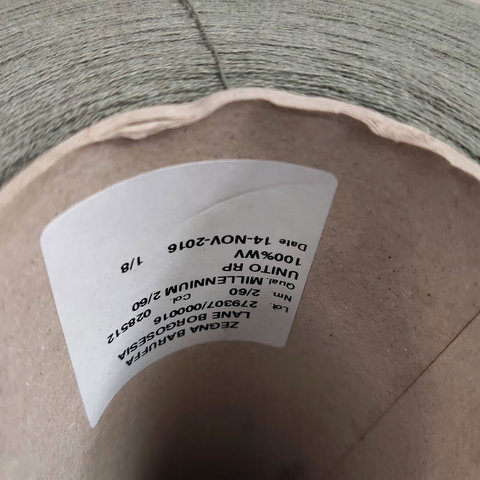 ZEGNA BARUFFA
LANE BORGOSESIA
Lot. 279307/000016 Col. 028512
Nm. 2/60
Qual. MILLENNIUM 2/60
UNITO RP
100%WV
Date 14-NOV-2016 1/8